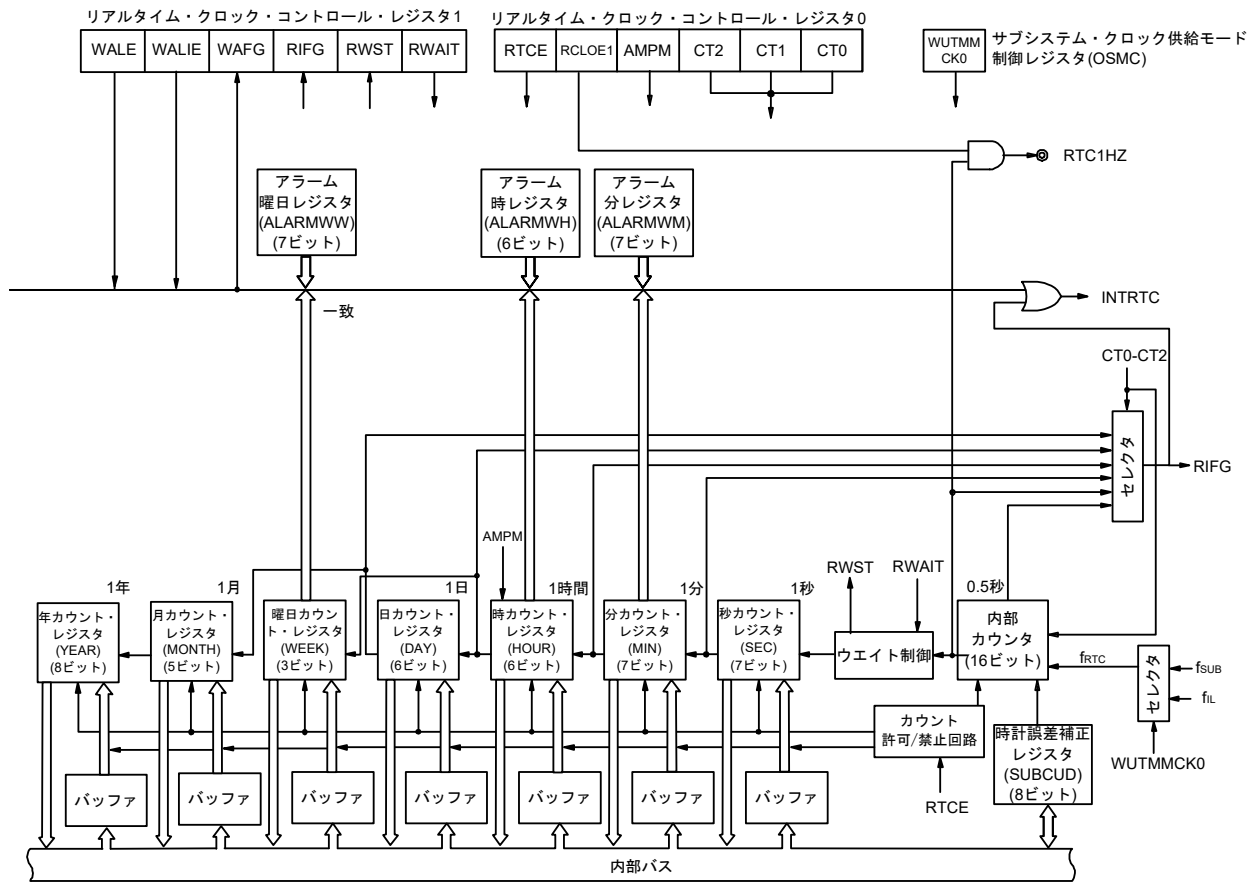 リアルタイム・クロック・コントロール・レジスタ1
WALE WALIE WAFG RIFG RWST RWAIT
リアルタイム・クロック・コントロール・レジスタ0
RTCE RCLOE1 AMPM CT2 CT1 CT0
WUTMM
CK0
サブシステム・クロック供給モード
制御レジスタ(OSMC)
RTC1HZ
アラーム
曜日レジスタ
(ALARMWW)
(7ビット)
アラーム
時レジスタ
(ALARMWH)
(6ビット)
アラーム
分レジスタ
(ALARMWM)
(7ビット)
一致
INTRTC
CT0-CT2
セレクタ
RIFG
AMPM
RWST
RWAIT
1年
1月
1日
1時間
1分
1秒
0.5秒
年カウント・
レジスタ
(YEAR)
(8ビット)
月カウント・
レジスタ
(MONTH)
(5ビット)
曜日カウン
ト・レジスタ
(WEEK)
(3ビット)
日カウント・
レジスタ
(DAY)
(6ビット)
時カウント・
レジスタ
(HOUR)
(6ビット)
分カウント・
レジスタ
(MIN)
(7ビット)
秒カウント・
レジスタ
(SEC)
(7ビット)
ウエイト制御
内部
カウンタ
(16ビット)
fRTC
セレクタ
fSUB
fIL
WUTMMCK0
カウント
許可/禁止回路
RTCE
時計誤差補正
レジスタ
(SUBCUD)
(8ビット)
バッファ バッファ バッファ バッファ バッファ バッファ バッファ
内部バス